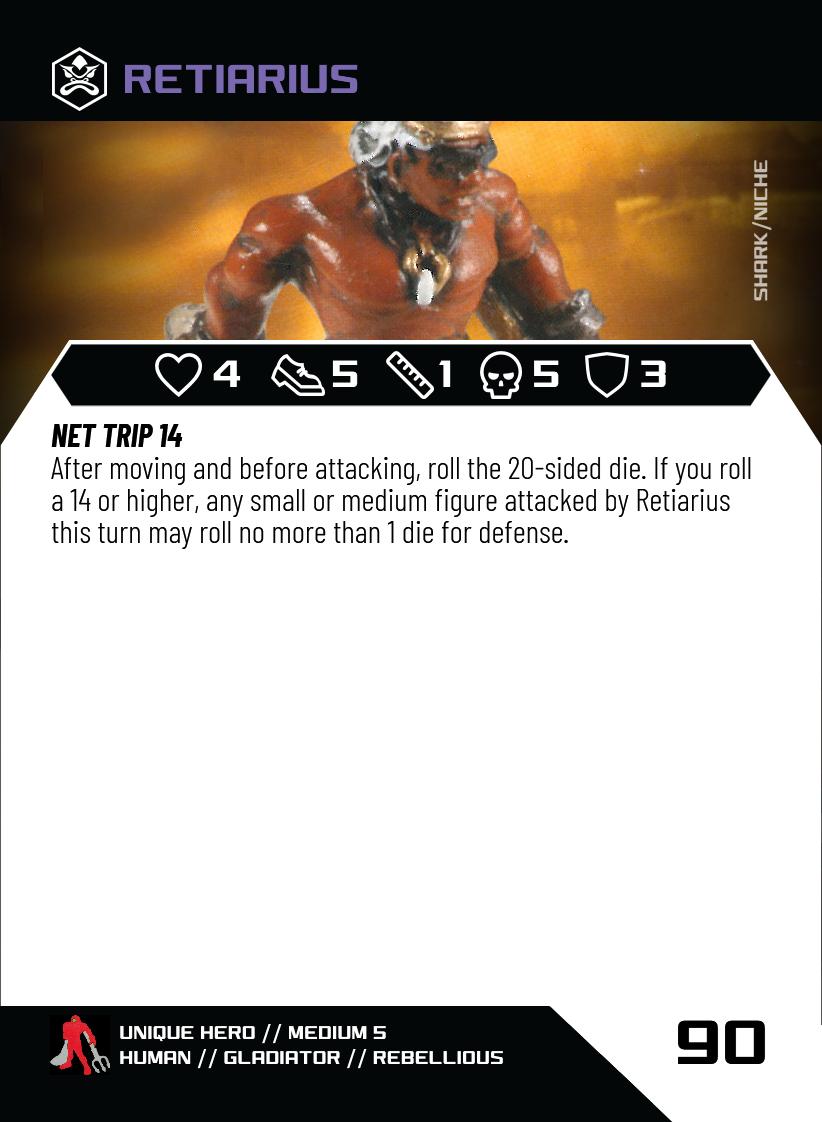 RETIARIUS
SHARK/NICHE
4 5 1 5 3
NET TRIP 14
After moving and before attacking, roll the 20-sided die. If you roll
a 14 or higher, any small or medium figure attacked by Retiarius
this turn may roll no more than 1 die for defense.
UNIQUE HERO // MEDIUM 5
HUMAN // GLADIATOR // REBELLIOUS
90